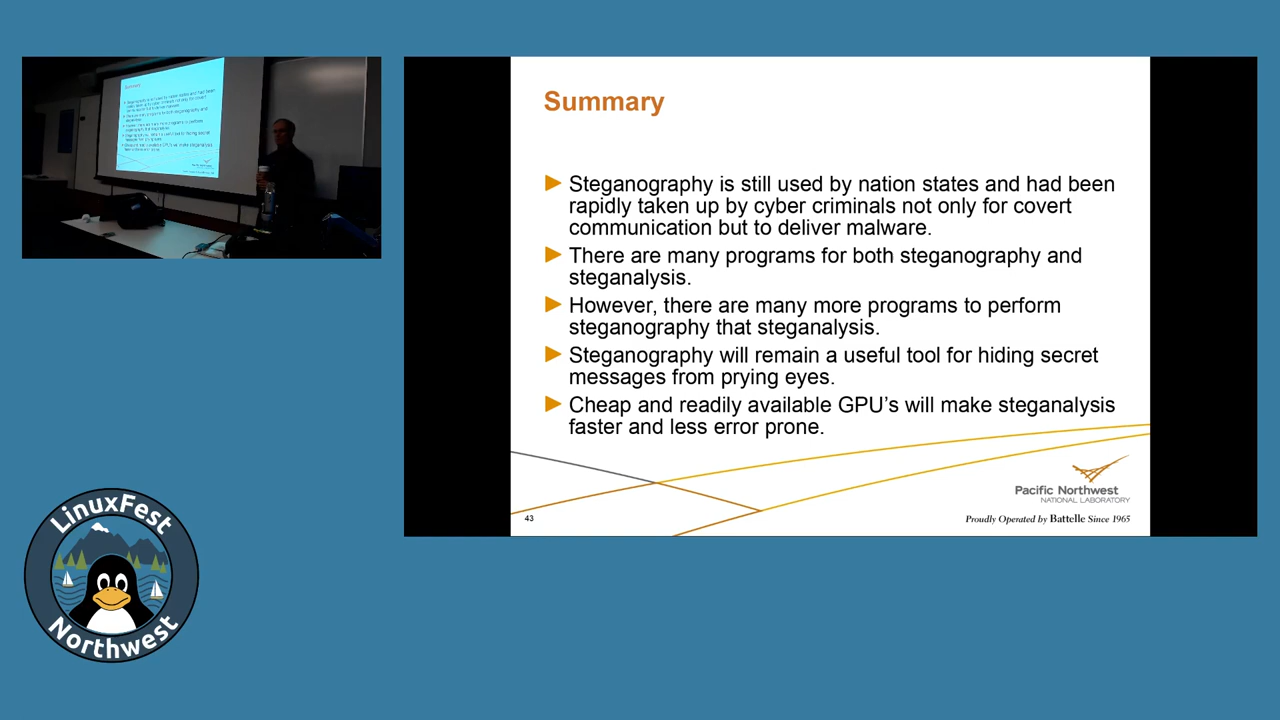 Summary
Steganography is still used by nation states and had been
rapidly taken up by cyber criminals not only for covert
communication but to deliver malware.
There are many programs for both steganography and
steganalysis.
However, there are many more programs to perform
steganography that steganalysis.
Steganography will remain a useful tool for hiding secret
messages from prying eyes.
Cheap and readily available GPU’s will make steganalysis
faster and less error prone.
Pacific Northwest
NATIONAL LABORATORY
43
Proudly Operated by Battelle Since 1965
LinuxFest
Northwest